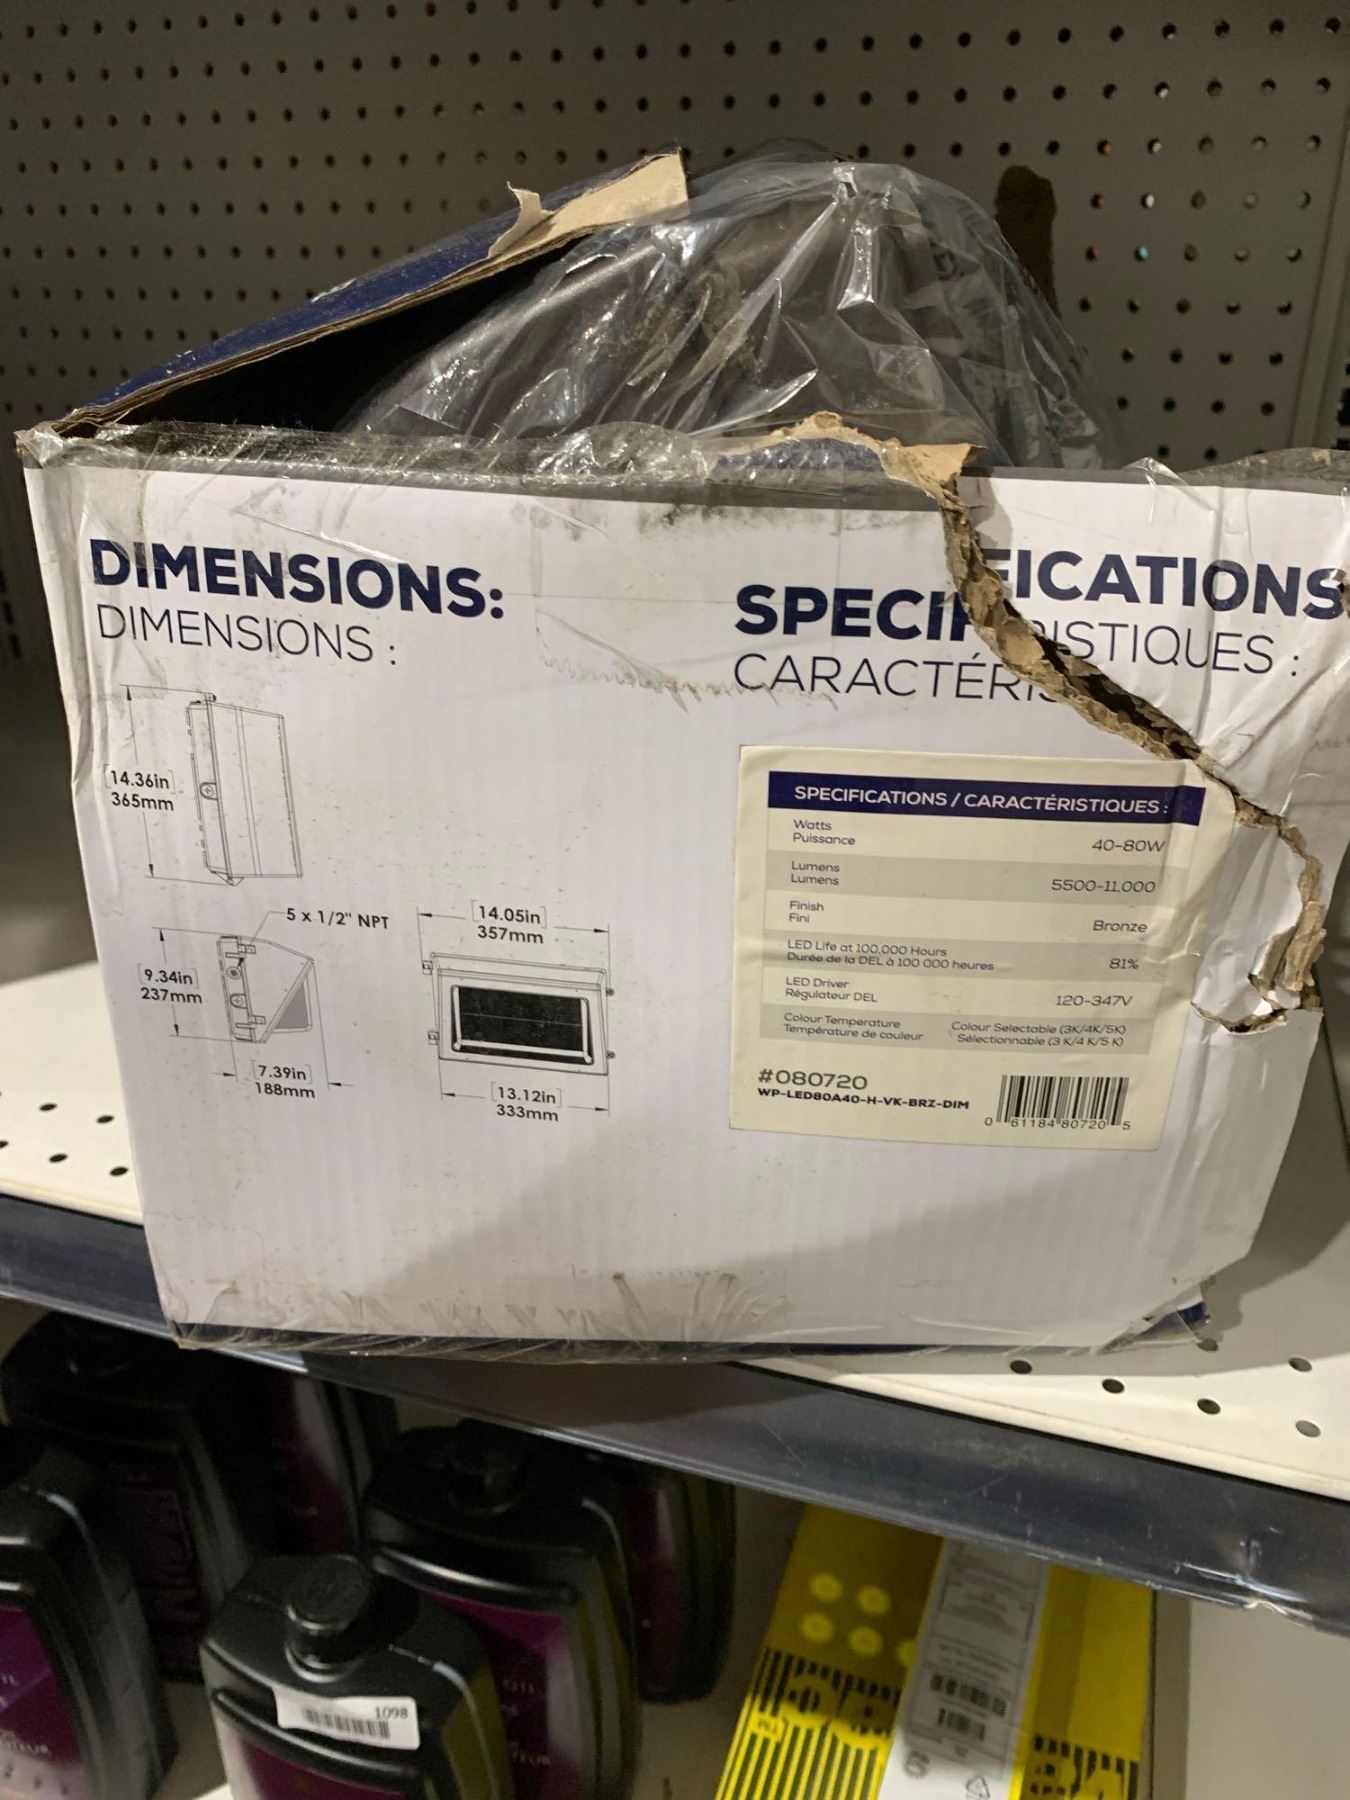 DIMENSIONS:
DIMENSIONS :
[14.36in]
365mm
5 x 1/2" NPT
[14.05in]
357mm
[9.34in]
237mm
[7.39in]
188mm
[13.12in]
333mm
SPECIFICATIONS
CARACTÉRISTIQUES :
SPECIFICATIONS / CARACTÉRISTIQUES :
Watts
Puissance
40-80W
Lumens
Lumens
5500-11,000
Finish
Fini
Bronze
LED Life at 100,000 Hours
Durée de la DEL à 100 000 heures
81%
LED Driver
Régulateur DEL
120-347V
Colour Temperature
Température de couleur
Colour Selectable (3K/4K/5K)
Sélectionnable (3 K/4 K/5 K)
#080720
WP-LED80A40-H-VK-BRZ-DIM
0 61184 80720 5
1098
OIL